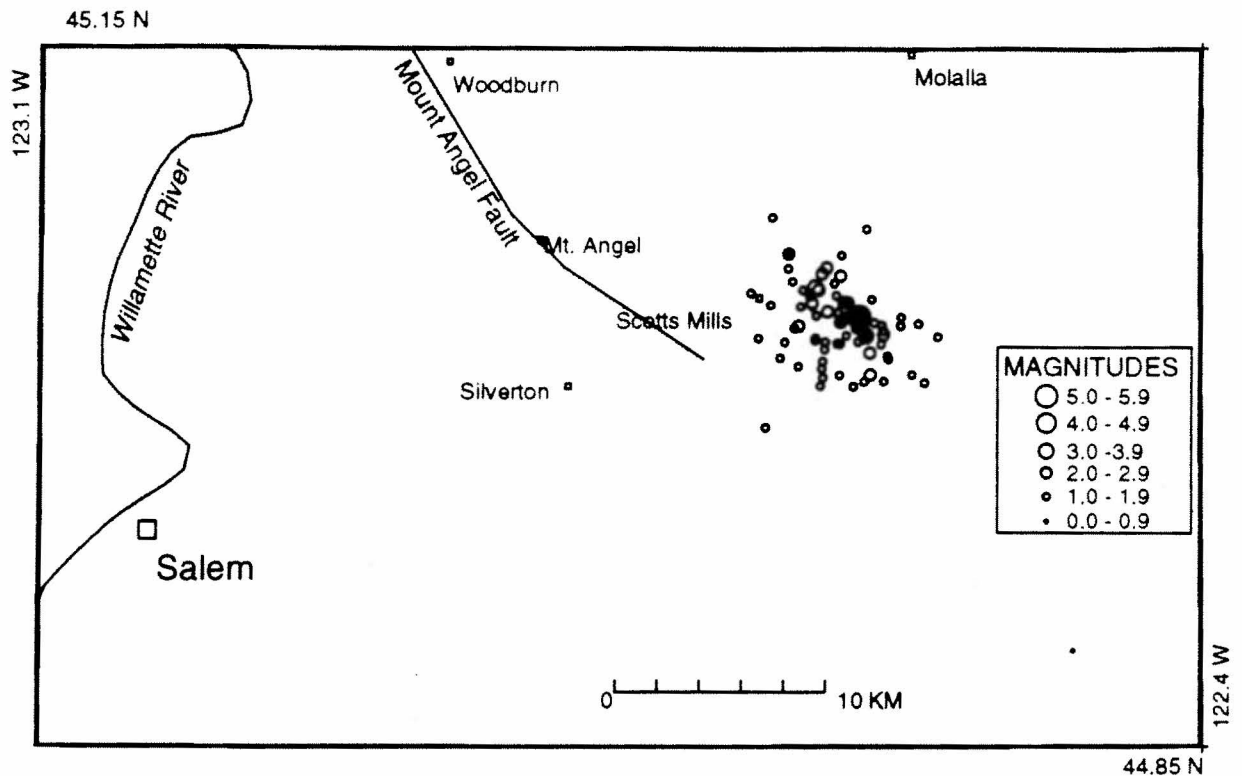 45.15 N
123.1 W
Woodburn
Molalla
Mount Angel Fault
Willamette River
Mt. Angel
Scotts Mills
Silverton
MAGNITUDES
5.0 - 5.9
4.0 - 4.9
3.0 -3.9
2.0 - 2.9
1.0 - 1.9
0.0 - 0.9
Salem
0 10 KM
122.4 W
44.85 N